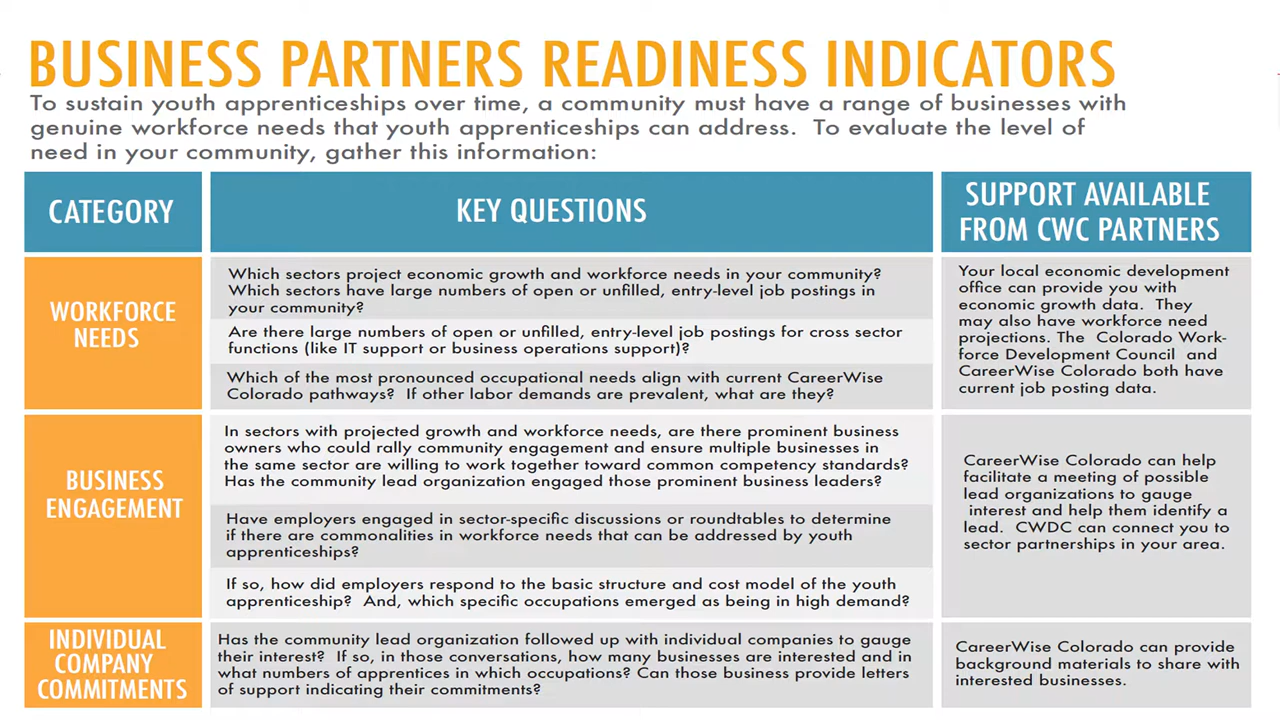 BUSINESS PARTNERS READINESS INDICATORS
To sustain youth apprenticeships over time, a community must have a range of businesses with
genuine workforce needs that youth apprenticeships can address. To evaluate the level of
need in your community, gather this information:
CATEGORY
KEY QUESTIONS
SUPPORT AVAILABLE
FROM CWC PARTNERS
WORKFORCE
NEEDS
Which sectors project economic growth and workforce needs in your community?
Which sectors have large numbers of open or unfilled, entry-level job postings in
your community?
Are there large numbers of open or unfilled, entry-level job postings for cross sector
functions (like IT support or business operations support)?
Which of the most pronounced occupational needs align with current CareerWise
Colorado pathways? If other labor demands are prevalent, what are they?
Your local economic development
office can provide you with
economic growth data. They
may also have workforce need
projections. The Colorado Work-
force Development Council and
CareerWise Colorado both have
current job posting data.
BUSINESS
ENGAGEMENT
In sectors with projected growth and workforce needs, are there prominent business
owners who could rally community engagement and ensure multiple businesses in
the same sector are willing to work together toward common competency standards?
Has the community lead organization engaged those prominent business leaders?
Have employers engaged in sector-specific discussions or roundtables to determine
if there are commonalities in workforce needs that can be addressed by youth
apprenticeships?
If so, how did employers respond to the basic structure and cost model of the youth
apprenticeship? And, which specific occupations emerged as being in high demand?
CareerWise Colorado can help
facilitate a meeting of possible
lead organizations to gauge
interest and help them identify a
lead. CWDC can connect you to
sector partnerships in your area.
INDIVIDUAL
COMPANY
COMMITMENTS
Has the community lead organization followed up with individual companies to gauge
their interest? If so, in those conversations, how many businesses are interested and in
what numbers of apprentices in which occupations? Can those business provide letters
of support indicating their commitments?
CareerWise Colorado can provide
background materials to share with
interested businesses.